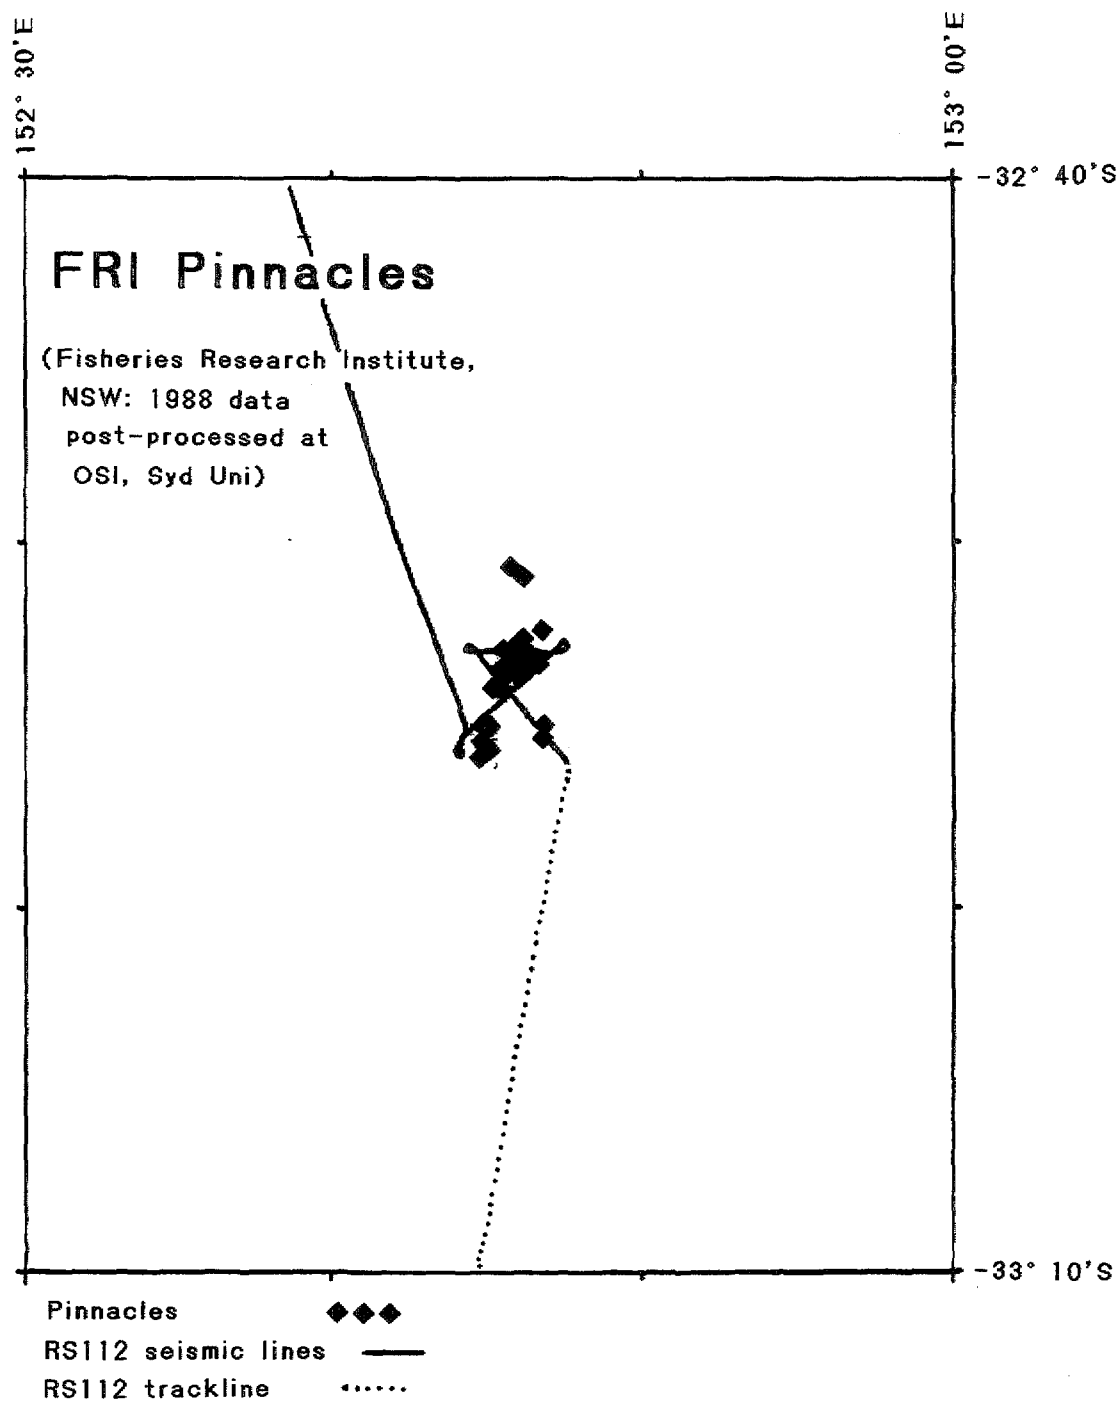 152° 30'E
153° 00'E
-32° 40'S
FRI Pinnacles
(Fisheries Research Institute,
NSW: 1988 data
post-processed at
OSI, Syd Uni)
-33° 10'S
Pinnacles
RS112 seismic lines
RS112 trackline